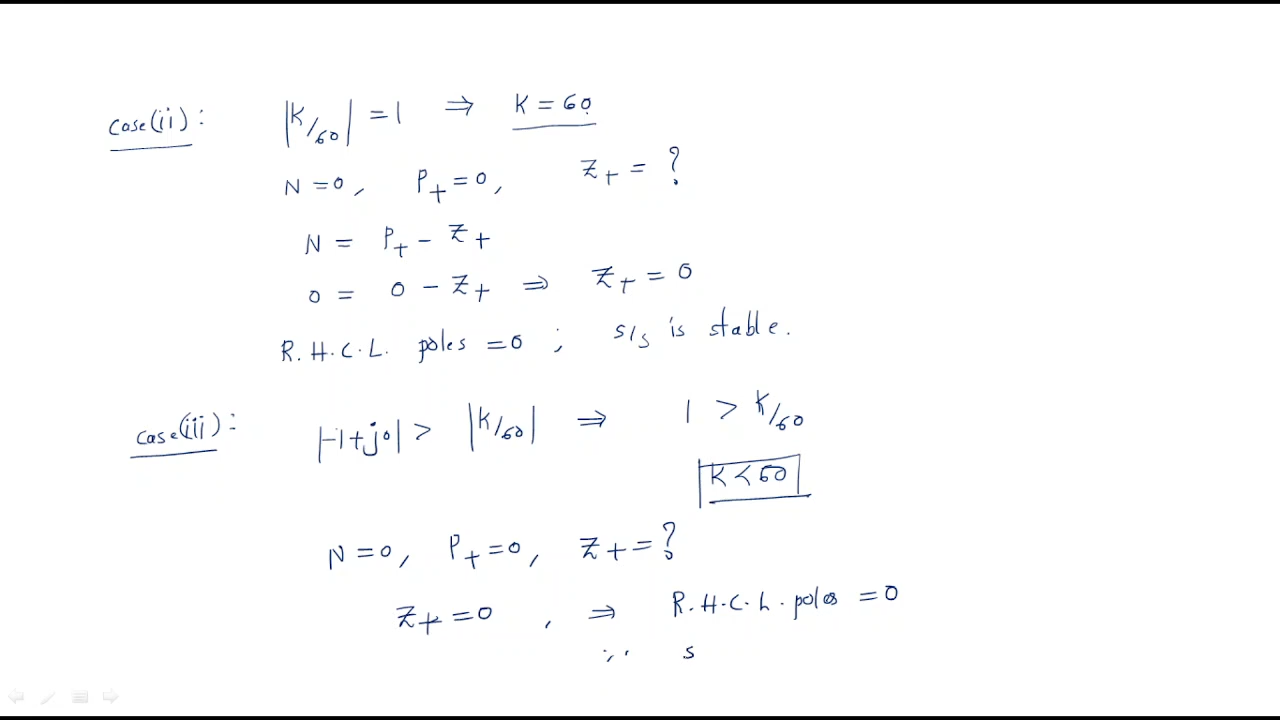 case(ii): |K/60| = 1 ⇒ K = 60
N = 0, P+ = 0, Z+ = ?
N = P+ - Z+
0 = 0 - Z+ ⇒ Z+ = 0
R.H.C.L. poles = 0 ; s/s is stable.
case(iii): |-1+j0| > |K/60| ⇒ 1 > K/60
K < 60
N = 0, P+ = 0, Z+ = ?
Z+ = 0 , ⇒ R.H.C.L. poles = 0
∵ s